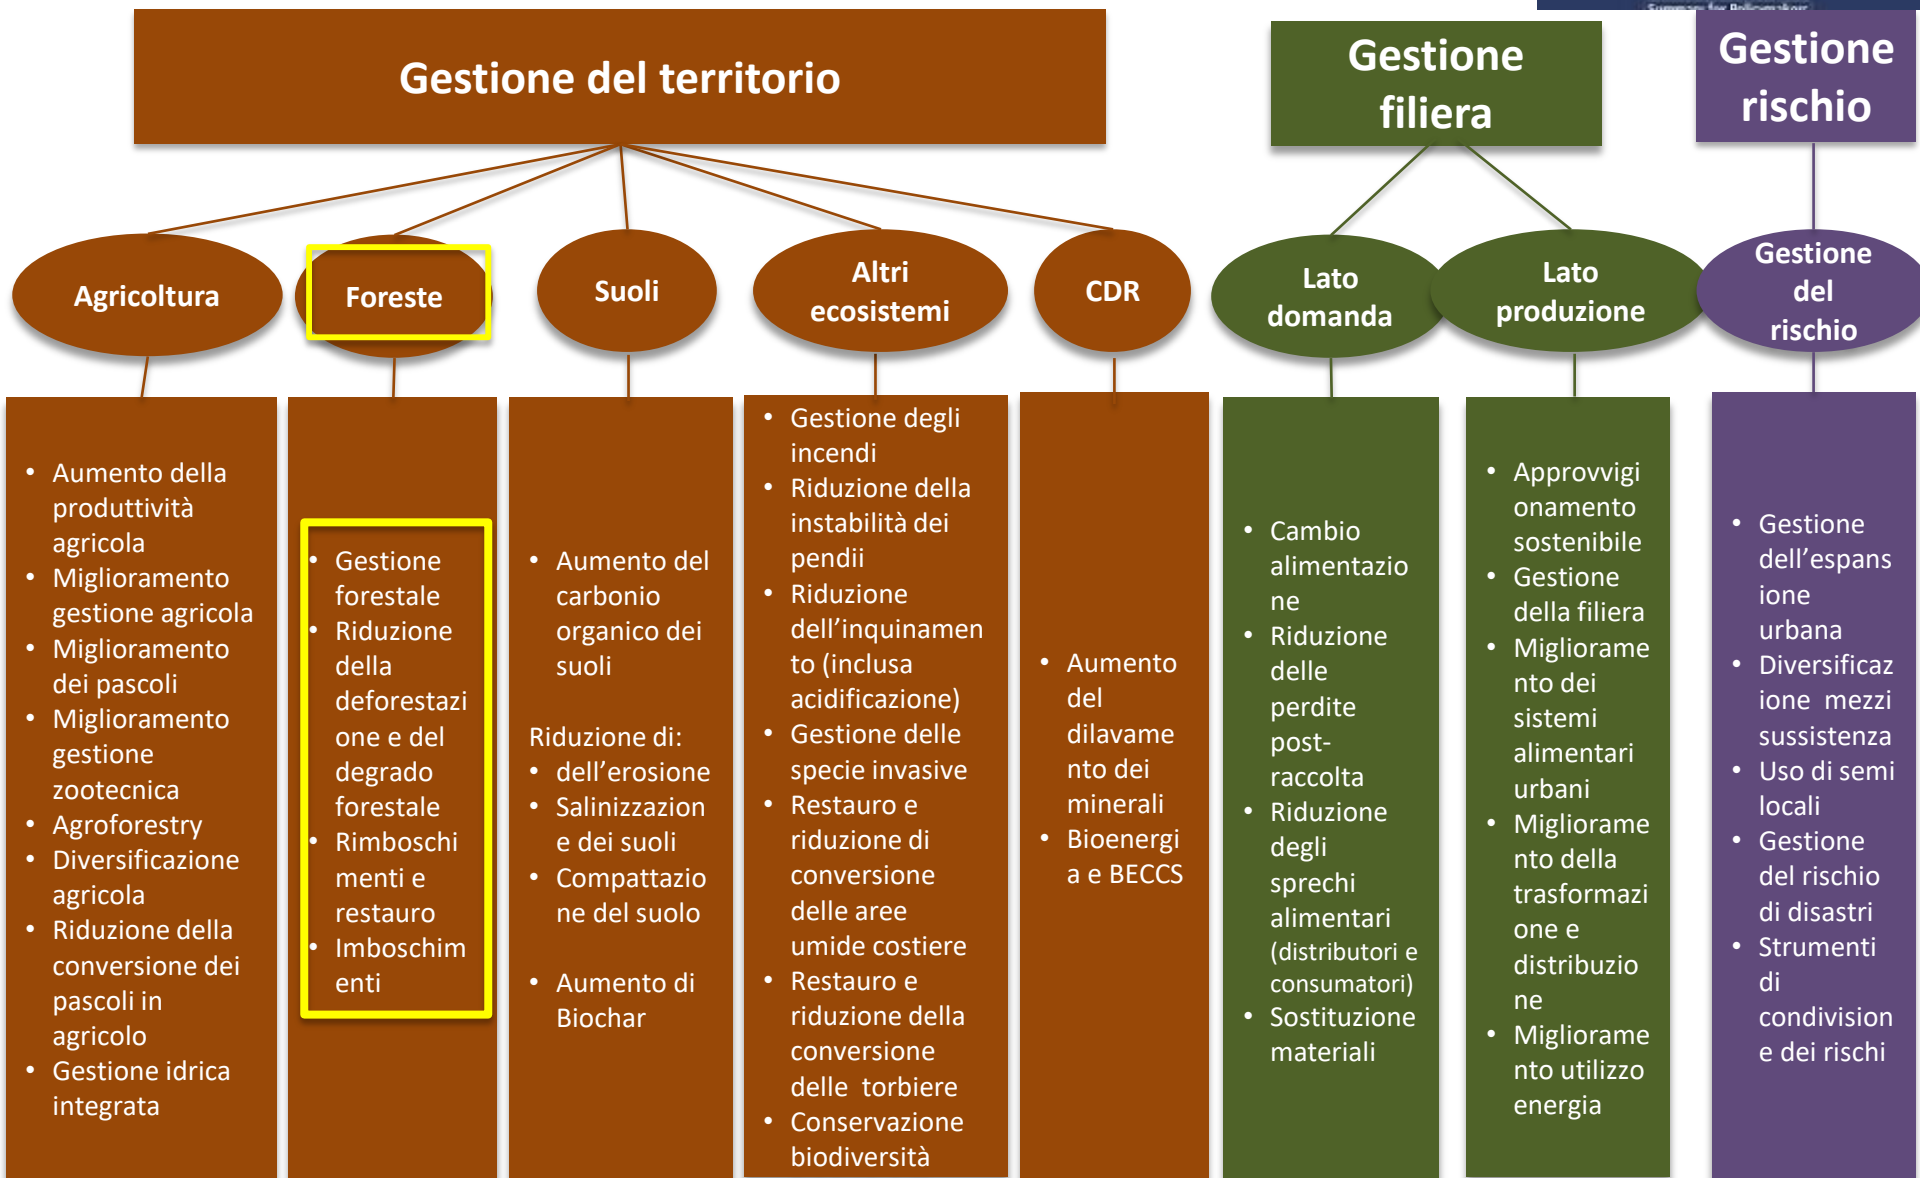 Summary for Policymakers
Gestione del territorio
Gestione
filiera
Gestione
rischio
Agricoltura
Foreste
Suoli
Altri
ecosistemi
CDR
Lato
domanda
Lato
produzione
Gestione
del
rischio
• Aumento della
produttività
agricola
• Miglioramento
gestione agricola
• Miglioramento
dei pascoli
• Miglioramento
gestione
zootecnica
• Agroforestry
• Diversificazione
agricola
• Riduzione della
conversione dei
pascoli in
agricolo
• Gestione idrica
integrata
• Gestione
forestale
• Riduzione
della
deforestazi
one e del
degrado
forestale
• Rimboschi
menti e
restauro
• Imboschim
enti
• Aumento del
carbonio
organico dei
suoli
Riduzione di:
• dell’erosione
• Salinizzazion
e dei suoli
• Compattazio
ne del suolo
• Aumento di
Biochar
• Gestione degli
incendi
• Riduzione della
instabilità dei
pendii
• Riduzione
dell’inquinamen
to (inclusa
acidificazione)
• Gestione delle
specie invasive
• Restauro e
riduzione di
conversione
delle aree
umide costiere
• Restauro e
riduzione della
conversione
delle torbiere
• Conservazione
biodiversità
• Aumento
del
dilavame
nto dei
minerali
• Bioenergi
a e BECCS
• Cambio
alimentazio
ne
• Riduzione
delle
perdite
post-
raccolta
• Riduzione
degli
sprechi
alimentari
(distributori e
consumatori)
• Sostituzione
materiali
• Approvvigi
onamento
sostenibile
• Gestione
della filiera
• Migliorame
nto dei
sistemi
alimentari
urbani
• Migliorame
nto della
trasformazi
one e
distribuzio
ne
• Migliorame
nto utilizzo
energia
• Gestione
dell’espans
ione
urbana
• Diversificaz
ione mezzi
sussistenza
• Uso di semi
locali
• Gestione
del rischio
di disastri
• Strumenti
di
condivision
e dei rischi